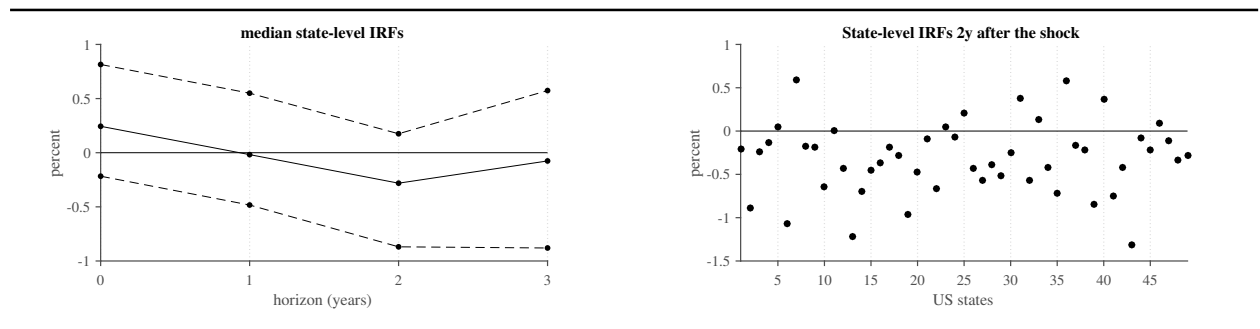 median state-level IRFs
1
0.5
0
-0.5
-1
percent
0 1 2 3
horizon (years)
State-level IRFs 2y after the shock
1
0.5
0
-0.5
-1
-1.5
percent
5 10 15 20 25 30 35 40 45
US states